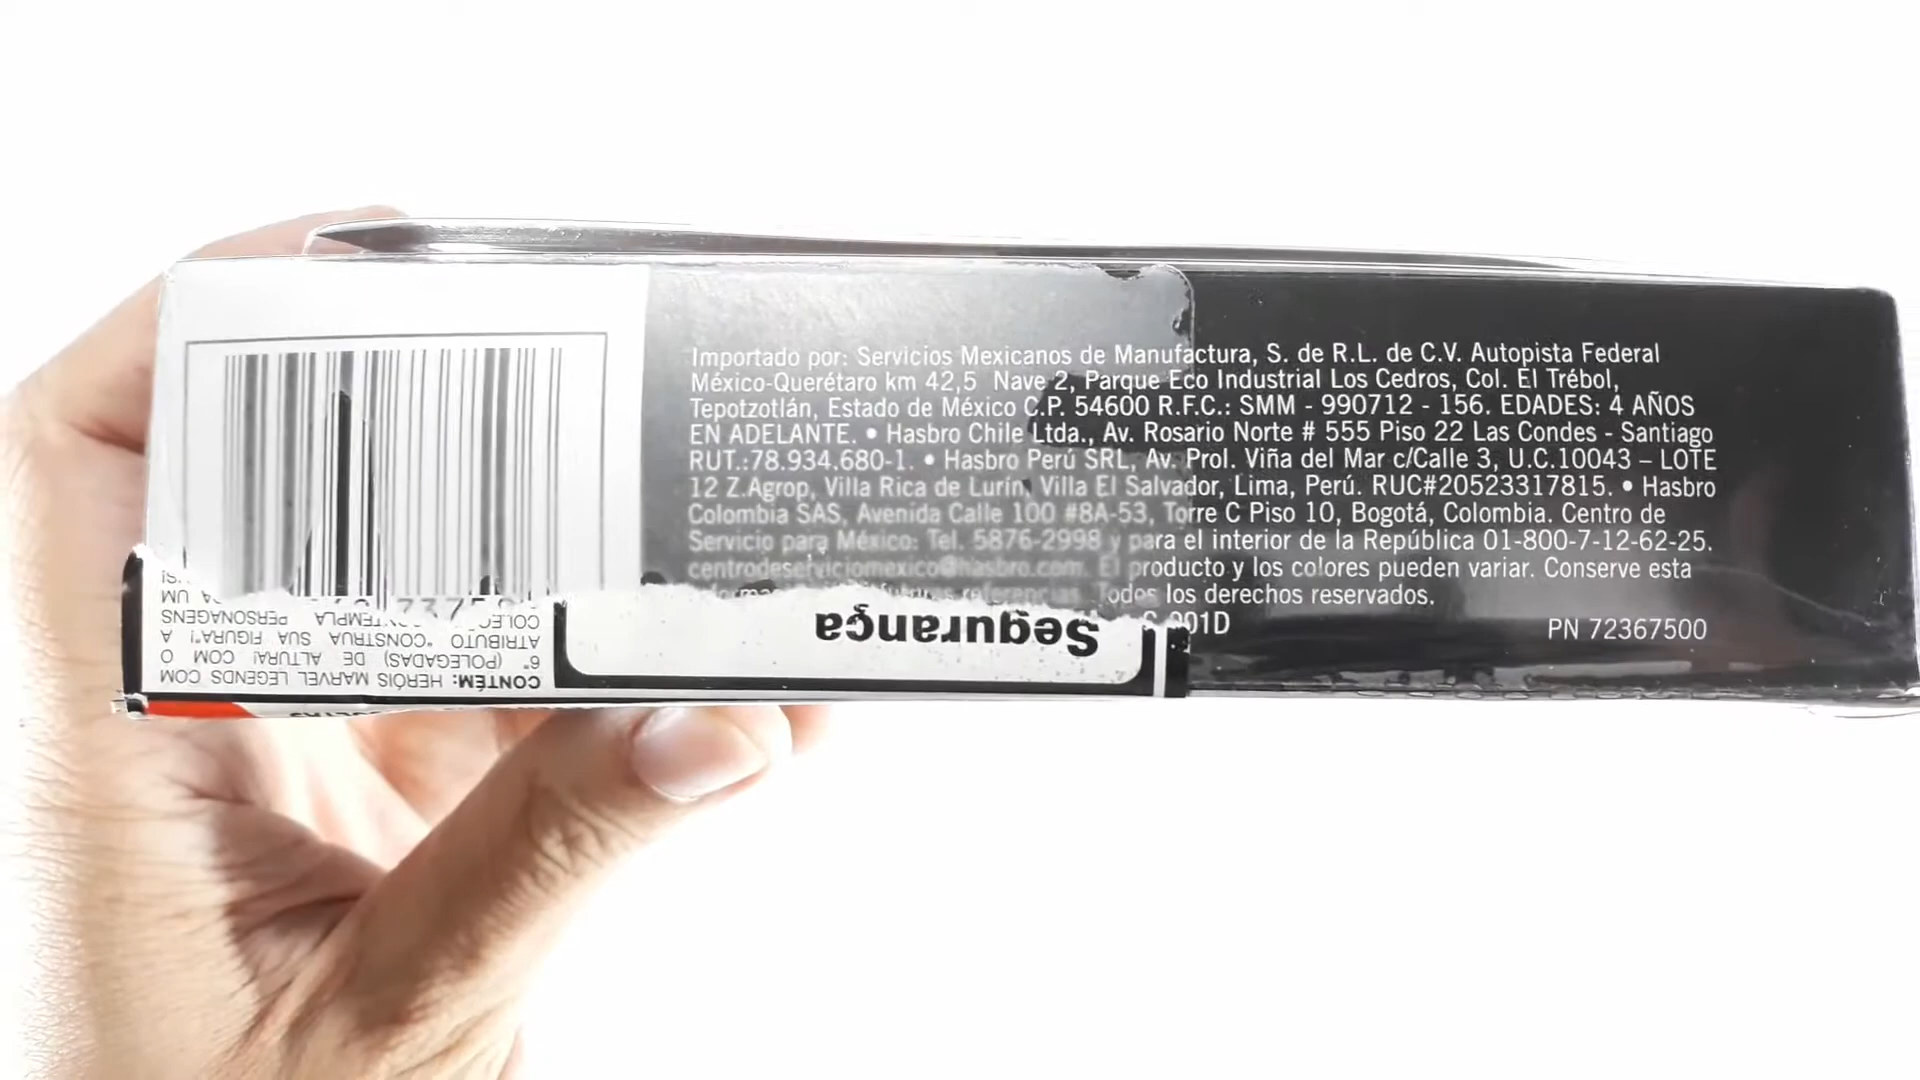 Importado por: Servicios Mexicanos de Manufactura, S. de R.L. de C.V. Autopista Federal
México-Querétaro km 42,5 Nave 2, Parque Eco Industrial Los Cedros, Col. El Trébol,
Tepotzotlán, Estado de México C.P. 54600 R.F.C.: SMM - 990712 - 156. EDADES: 4 AÑOS
EN ADELANTE. • Hasbro Chile Ltda., Av. Rosario Norte # 555 Piso 22 Las Condes - Santiago
RUT.:78.934.680-1. • Hasbro Perú SRL, Av. Prol. Viña del Mar c/Calle 3, U.C.10043 – LOTE
12 Z.Agrop, Villa Rica de Lurin, Villa El Salvador, Lima, Perú. RUC#20523317815. • Hasbro
Colombia SAS, Avenida Calle 100 #8A-53, Torre C Piso 10, Bogotá, Colombia. Centro de
Servicio para México: Tel. 5876-2998 y para el interior de la República 01-800-7-12-62-25.
centrodeserviciomexico@hasbro.com. El producto y los colores pueden variar. Conserve esta
referencias. Todos los derechos reservados.
001D
PN 72367500
Segurança
CONTÉM: HERÓIS MARVEL LEGENDS COM
6" (POLEGADAS) DE ALTURA! COM O
ATRIBUTO "CONSTRUA SUA FIGURA"! A
PERSONAGENS
UM